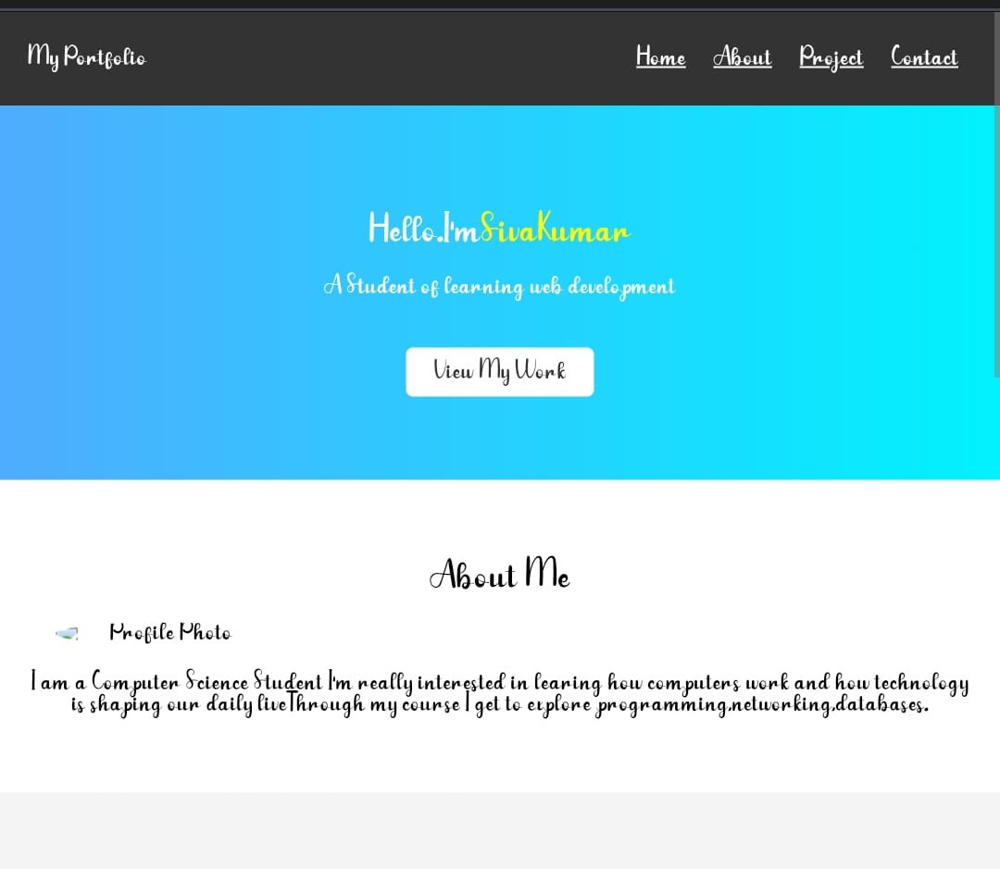 My Portfolio
Home About Project Contact
Hello.I'mSivaKumar
A Student of learning web development
View My Work
About Me
Profile Photo
I am a Computer Science Student I'm really interested in learing how computers work and how technology
is shaping our daily liveThrough my course I get to explore programming,networking,databases.